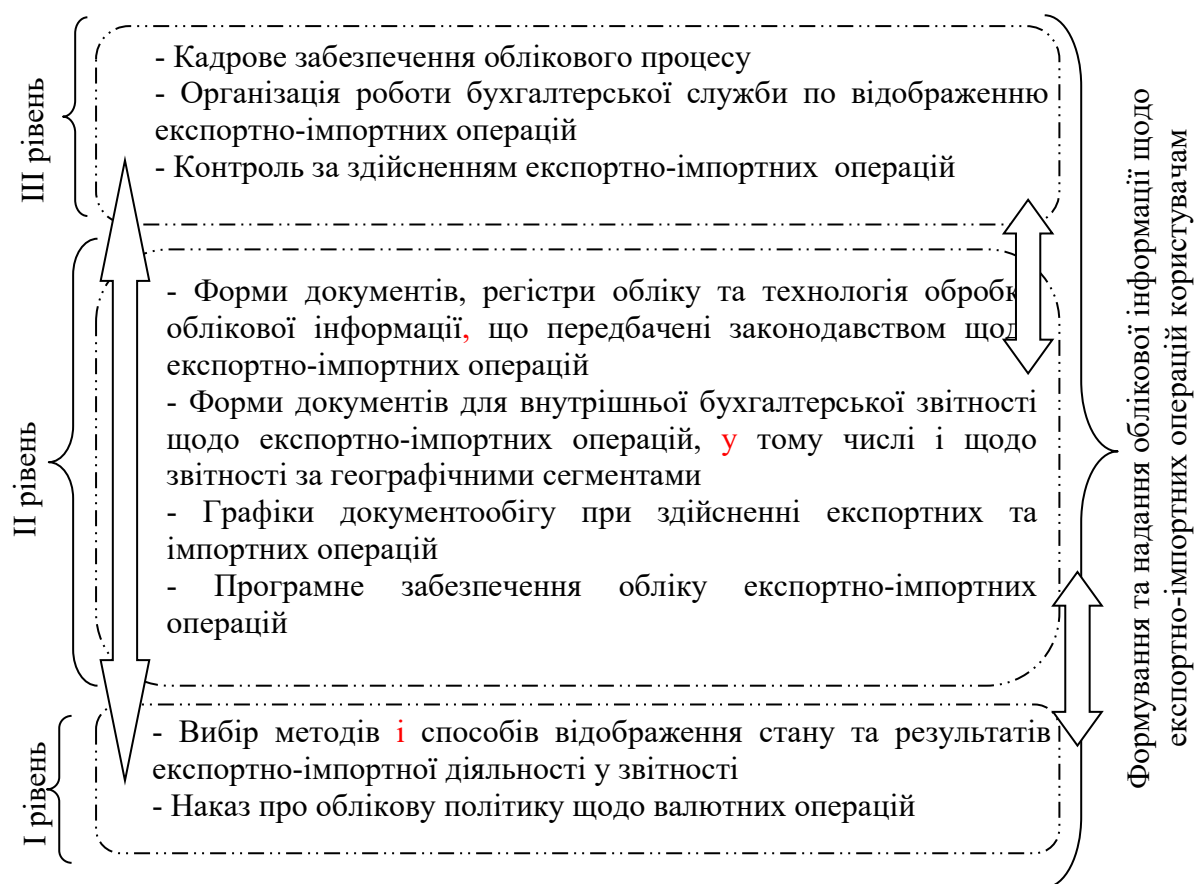 III рівень
- Кадрове забезпечення облікового процесу
- Організація роботи бухгалтерської служби по відображенню
експортно-імпортних операцій
- Контроль за здійсненням експортно-імпортних операцій
II рівень
- Форми документів, регістри обліку та технологія обробк
облікової інформації, що передбачені законодавством щод
експортно-імпортних операцій
- Форми документів для внутрішньої бухгалтерської звітності
щодо експортно-імпортних операцій, у тому числі і щодо
звітності за географічними сегментами
- Графіки документообігу при здійсненні експортних та
імпортних операцій
- Програмне забезпечення обліку експортно-імпортних
операцій
I рівень
- Вибір методів і способів відображення стану та результатів
експортно-імпортної діяльності у звітності
- Наказ про облікову політику щодо валютних операцій
Формування та надання облікової інформації щодо
експортно-імпортних операцій користувачам